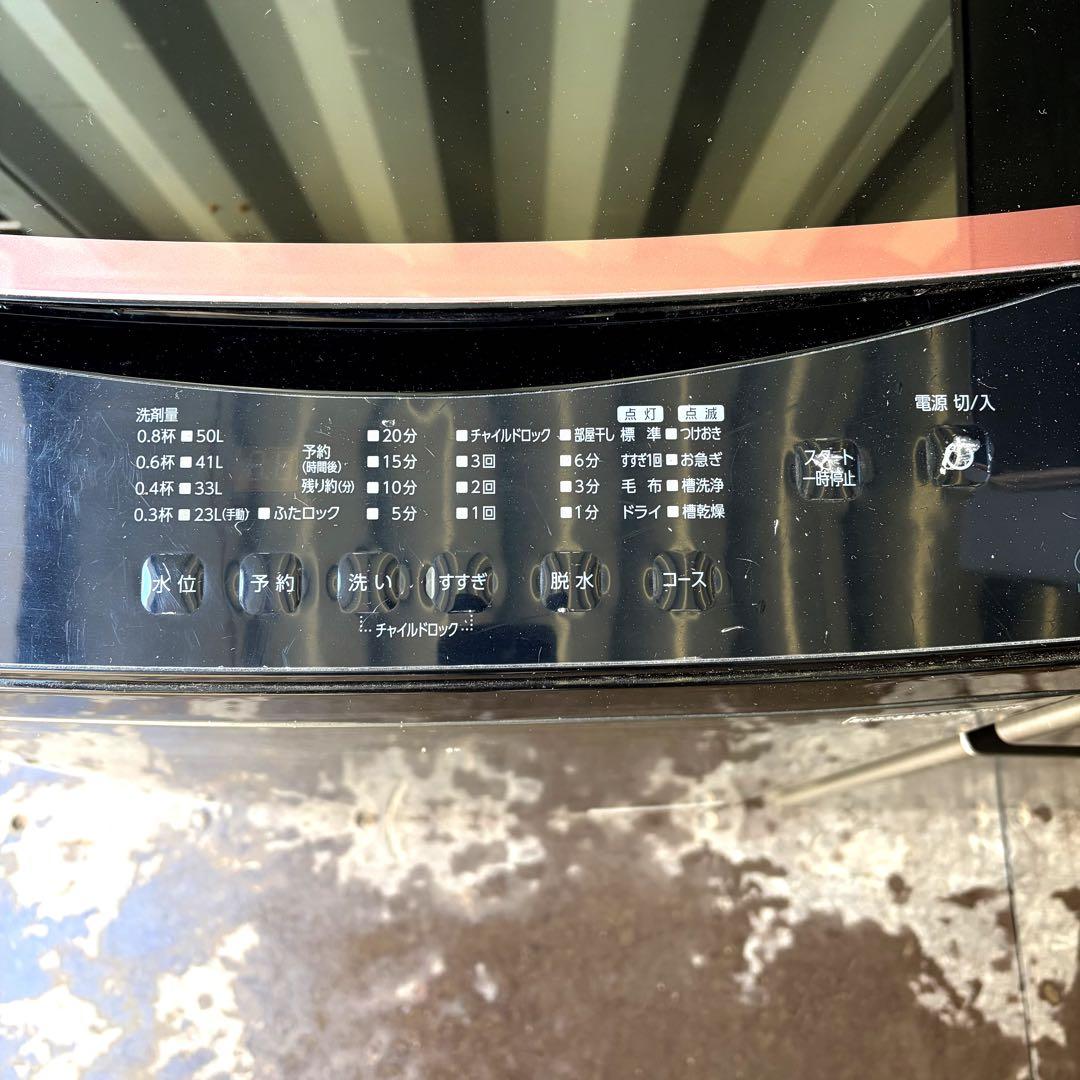 洗剤量
0.8杯 50L
0.6杯 41L
0.4杯 33L
0.3杯 23L(手動) ふたロック
予約
(時間後)
残り約(分)
20分
15分
10分
5分
チャイルドロック
3回
2回
1回
部屋干し
6分
3分
1分
点灯 点滅
標準 つけおき
すすぎ1回 お急ぎ
毛布 槽洗浄
ドライ 槽乾燥
スタート
一時停止
電源 切/入
水位 予約 洗い すすぎ 脱水 コース
チャイルドロック